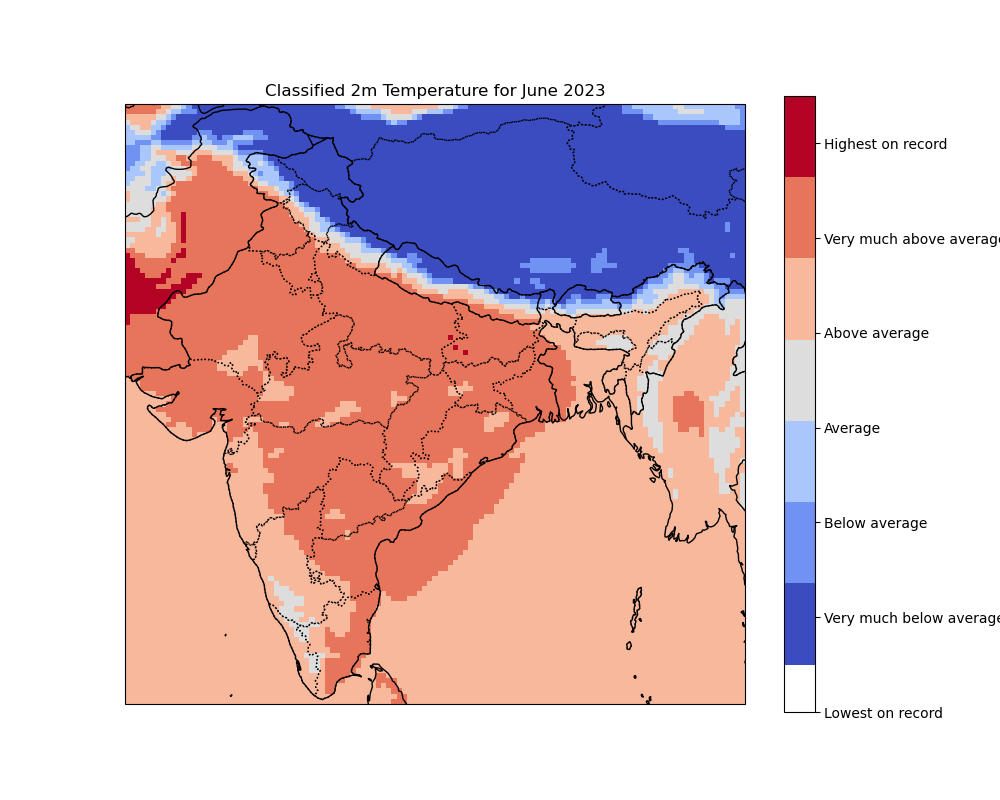 Classified 2m Temperature for June 2023
Highest on record
Very much above average
Above average
Average
Below average
Very much below average
Lowest on record